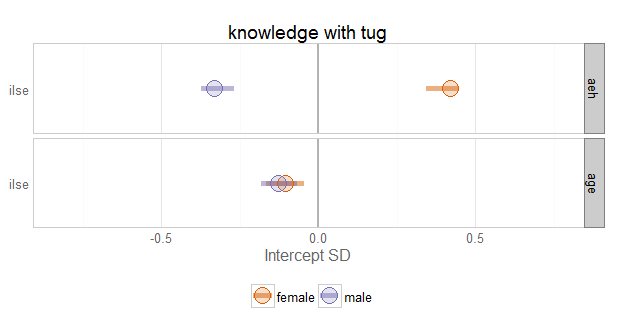 knowledge with tug
ilse
aeh
ilse
age
-0.5 0.0 0.5
Intercept SD
female male